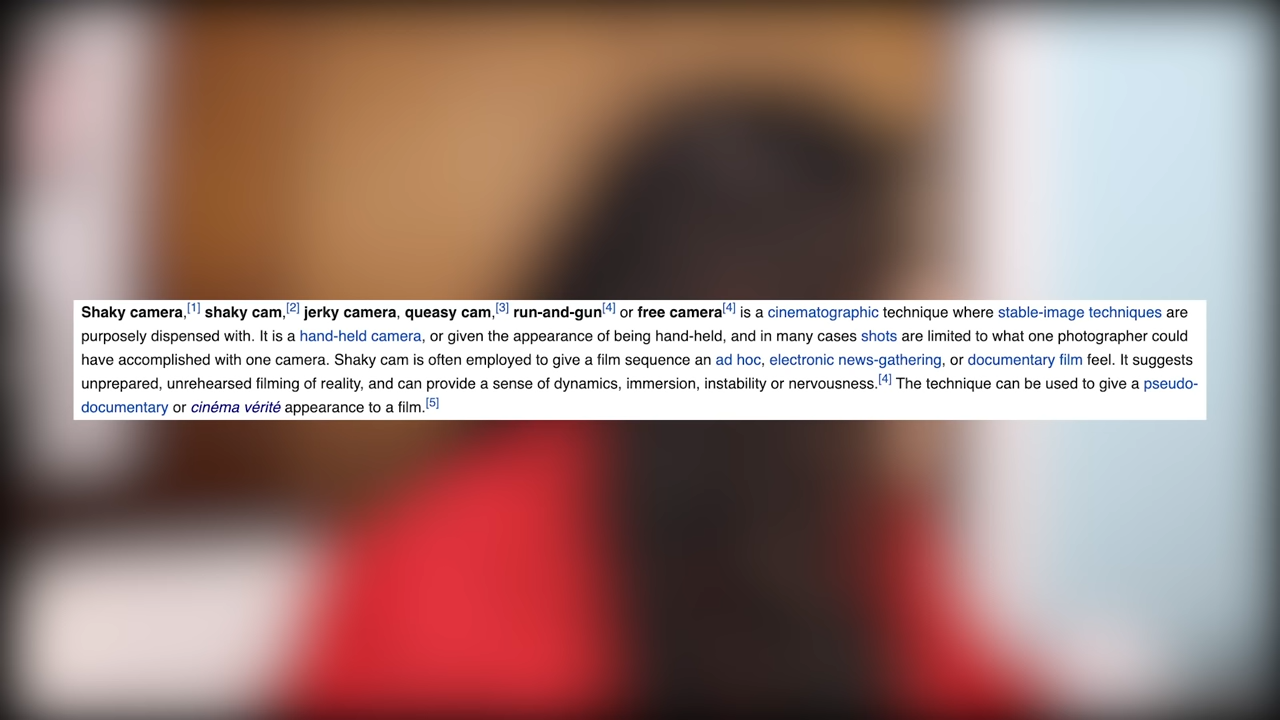 Shaky camera,[1] shaky cam,[2] jerky camera, queasy cam,[3] run-and-gun[4] or free camera[4] is a cinematographic technique where stable-image techniques are
purposely dispensed with. It is a hand-held camera, or given the appearance of being hand-held, and in many cases shots are limited to what one photographer could
have accomplished with one camera. Shaky cam is often employed to give a film sequence an ad hoc, electronic news-gathering, or documentary film feel. It suggests
unprepared, unrehearsed filming of reality, and can provide a sense of dynamics, immersion, instability or nervousness.[4] The technique can be used to give a pseudo-
documentary or cinéma vérité appearance to a film.[5]